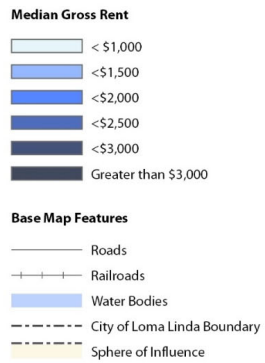 Median Gross Rent
< $1,000
<$1,500
<$2,000
<$2,500
<$3,000
Greater than $3,000
Base Map Features
Roads
Railroads
Water Bodies
City of Loma Linda Boundary
Sphere of Influence